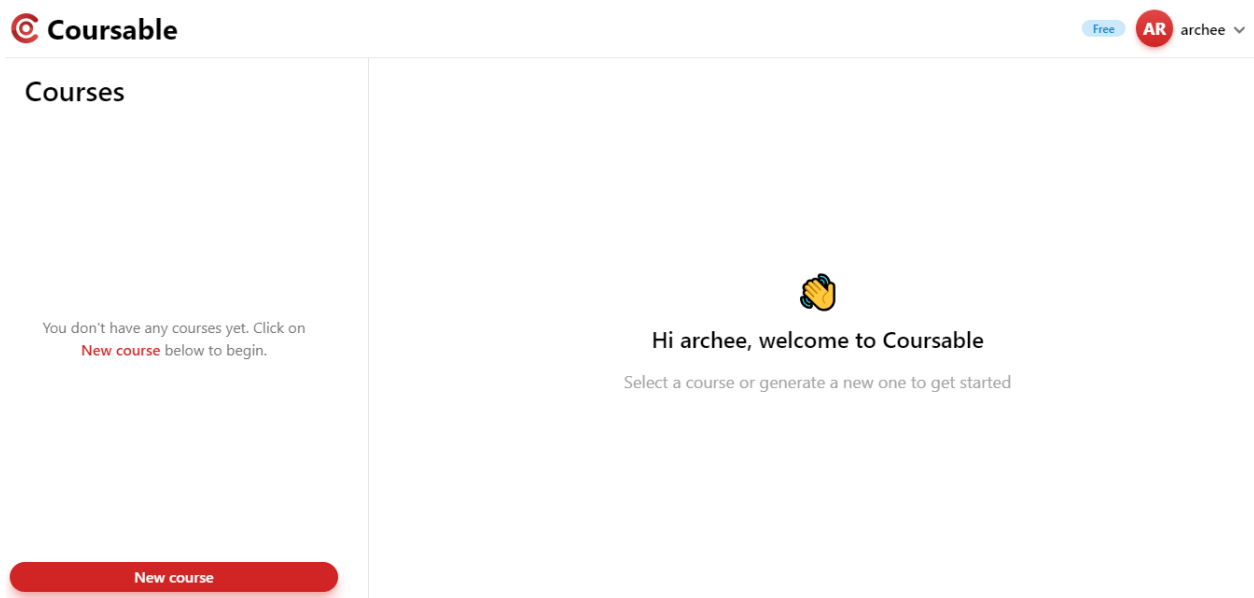 Coursable
Free
AR
archee
Courses
You don't have any courses yet. Click on
New course below to begin.
Hi archee, welcome to Coursable
Select a course or generate a new one to get started
New course